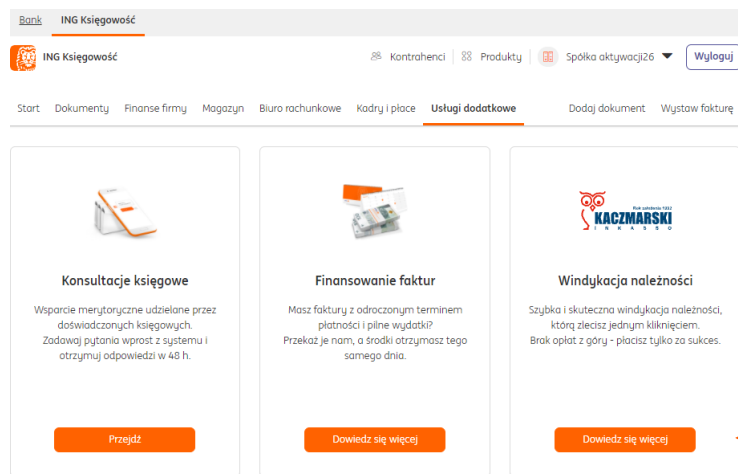 Bank ING Księgowość
ING Księgowość Kontrahenci Produkty Spółka aktywacji26 Wyloguj
Start Dokumenty Finanse firmy Magazyn Biuro rachunkowe Kadry i płace Usługi dodatkowe Dodaj dokument Wystaw fakturę
Rok założenia 1992
KACZMARSKI
INKASSO
Konsultacje księgowe
Wsparcie merytoryczne udzielane przez
doświadczonych księgowych.
Zadawaj pytania wprost z systemu i
otrzymuj odpowiedzi w 48 h.
Przejdź
Finansowanie faktur
Masz faktury z odroczonym terminem
płatności i pilne wydatki?
Przekaż je nam, a środki otrzymasz tego
samego dnia.
Dowiedz się więcej
Windykacja należności
Szybka i skuteczna windykacja należności,
którą zlecisz jednym kliknięciem.
Brak opłat z góry - płacisz tylko za sukces.
Dowiedz się więcej